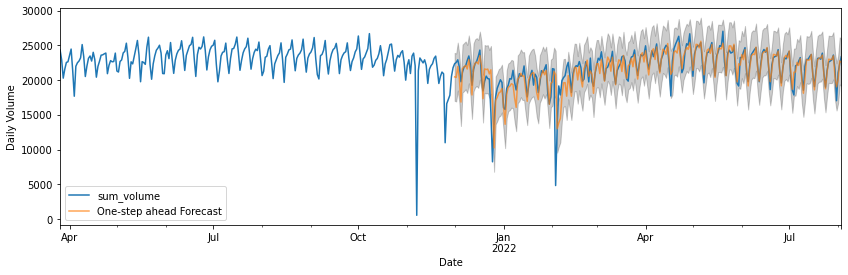 30000
25000
20000
15000
10000
5000
0
Daily Volume
sum_volume
One-step ahead Forecast
Apr
Jul
Oct
Jan
2022
Apr
Jul
Date